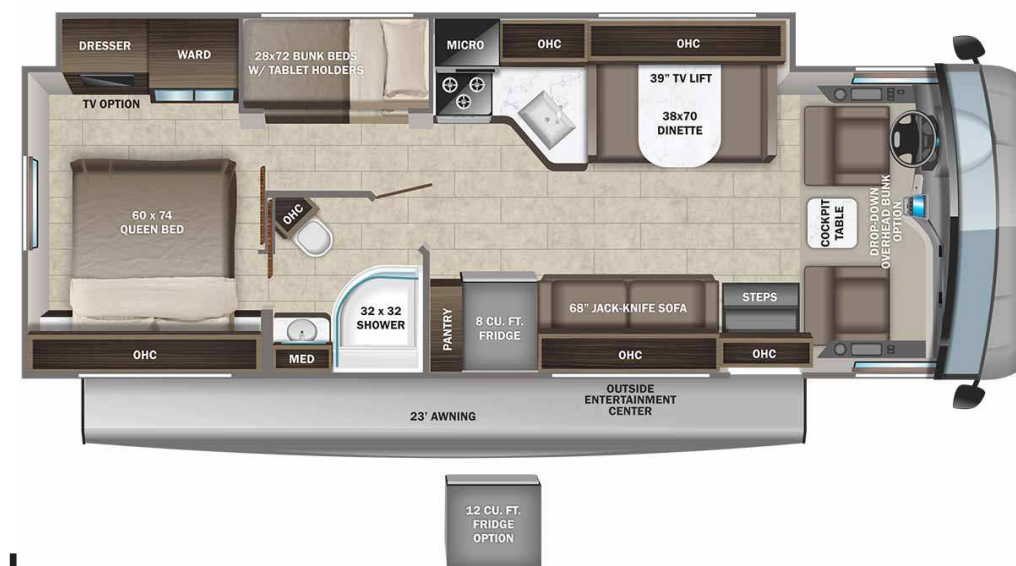 DRESSER
WARD
TV OPTION
28x72 BUNK BEDS
W/ TABLET HOLDERS
MICRO
OHC
OHC
39” TV LIFT
38x70
DINETTE
60 x 74
QUEEN BED
OHC
COCKPIT
TABLE
DROP-DOWN
OVERHEAD BUNK
OPTION
32 x 32
SHOWER
PANTRY
8 CU. FT.
FRIDGE
68” JACK-KNIFE SOFA
STEPS
OHC
MED
OHC
OHC
23’ AWNING
OUTSIDE
ENTERTAINMENT
CENTER
12 CU. FT.
FRIDGE
OPTION